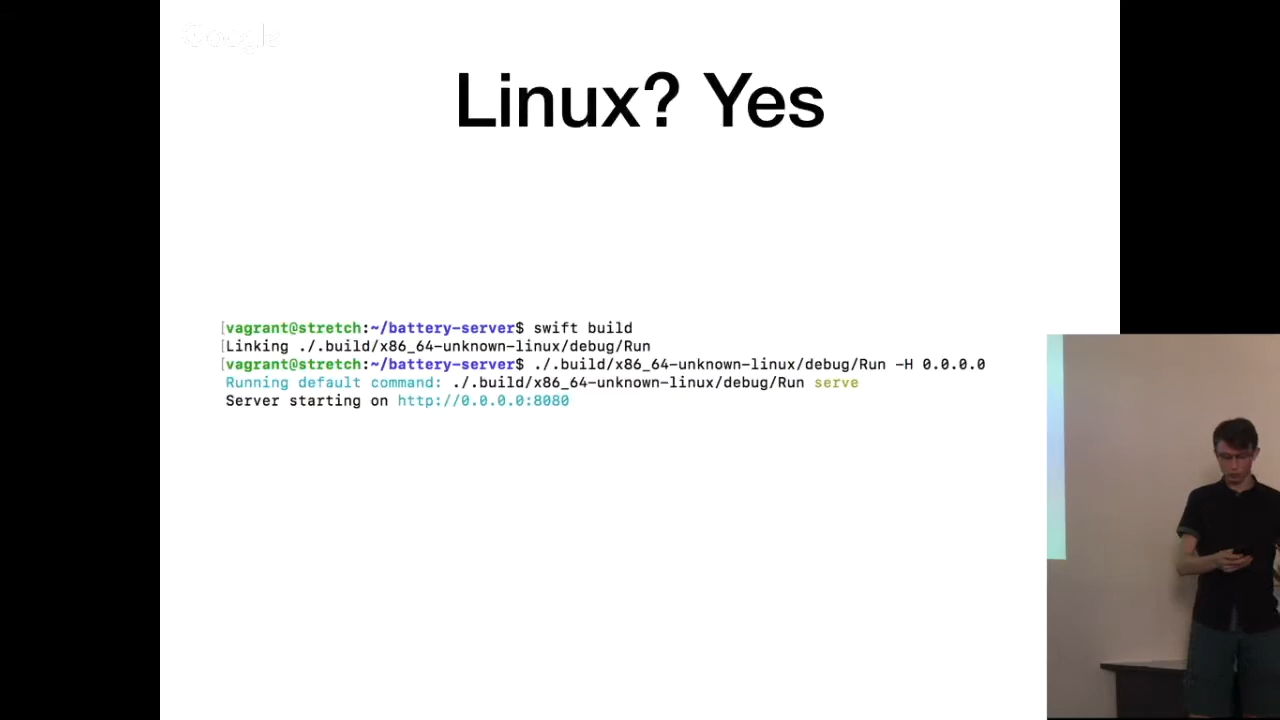 Google
Linux? Yes
[vagrant@stretch:~/battery-server$ swift build
[Linking ./.build/x86_64-unknown-linux/debug/Run
[vagrant@stretch:~/battery-server$ ./.build/x86_64-unknown-linux/debug/Run -H 0.0.0.0
Running default command: ./.build/x86_64-unknown-linux/debug/Run serve
Server starting on http://0.0.0.0:8080